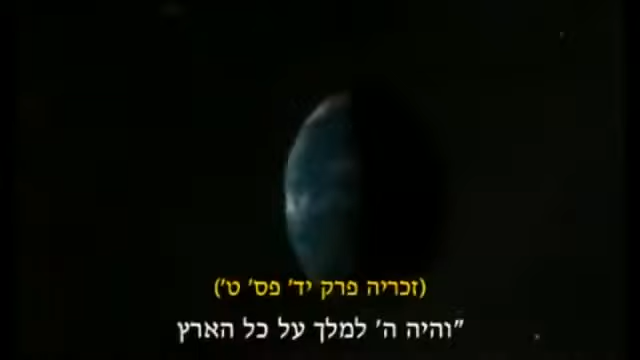 (זכריה פרק יד' פס' ט')
"והיה ה' למלך על כל הארץ